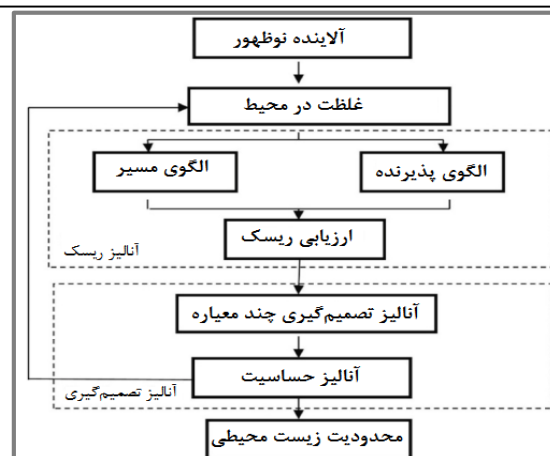 آلاینده نوظهور
غلظت در محیط
الگوی پذیرنده
الگوی مسیر
ارزیابی ریسک
آنالیز ریسک
آنالیز تصمیم‌گیری چند معیاره
آنالیز حساسیت
آنالیز تصمیم‌گیری
محدودیت زیست محیطی